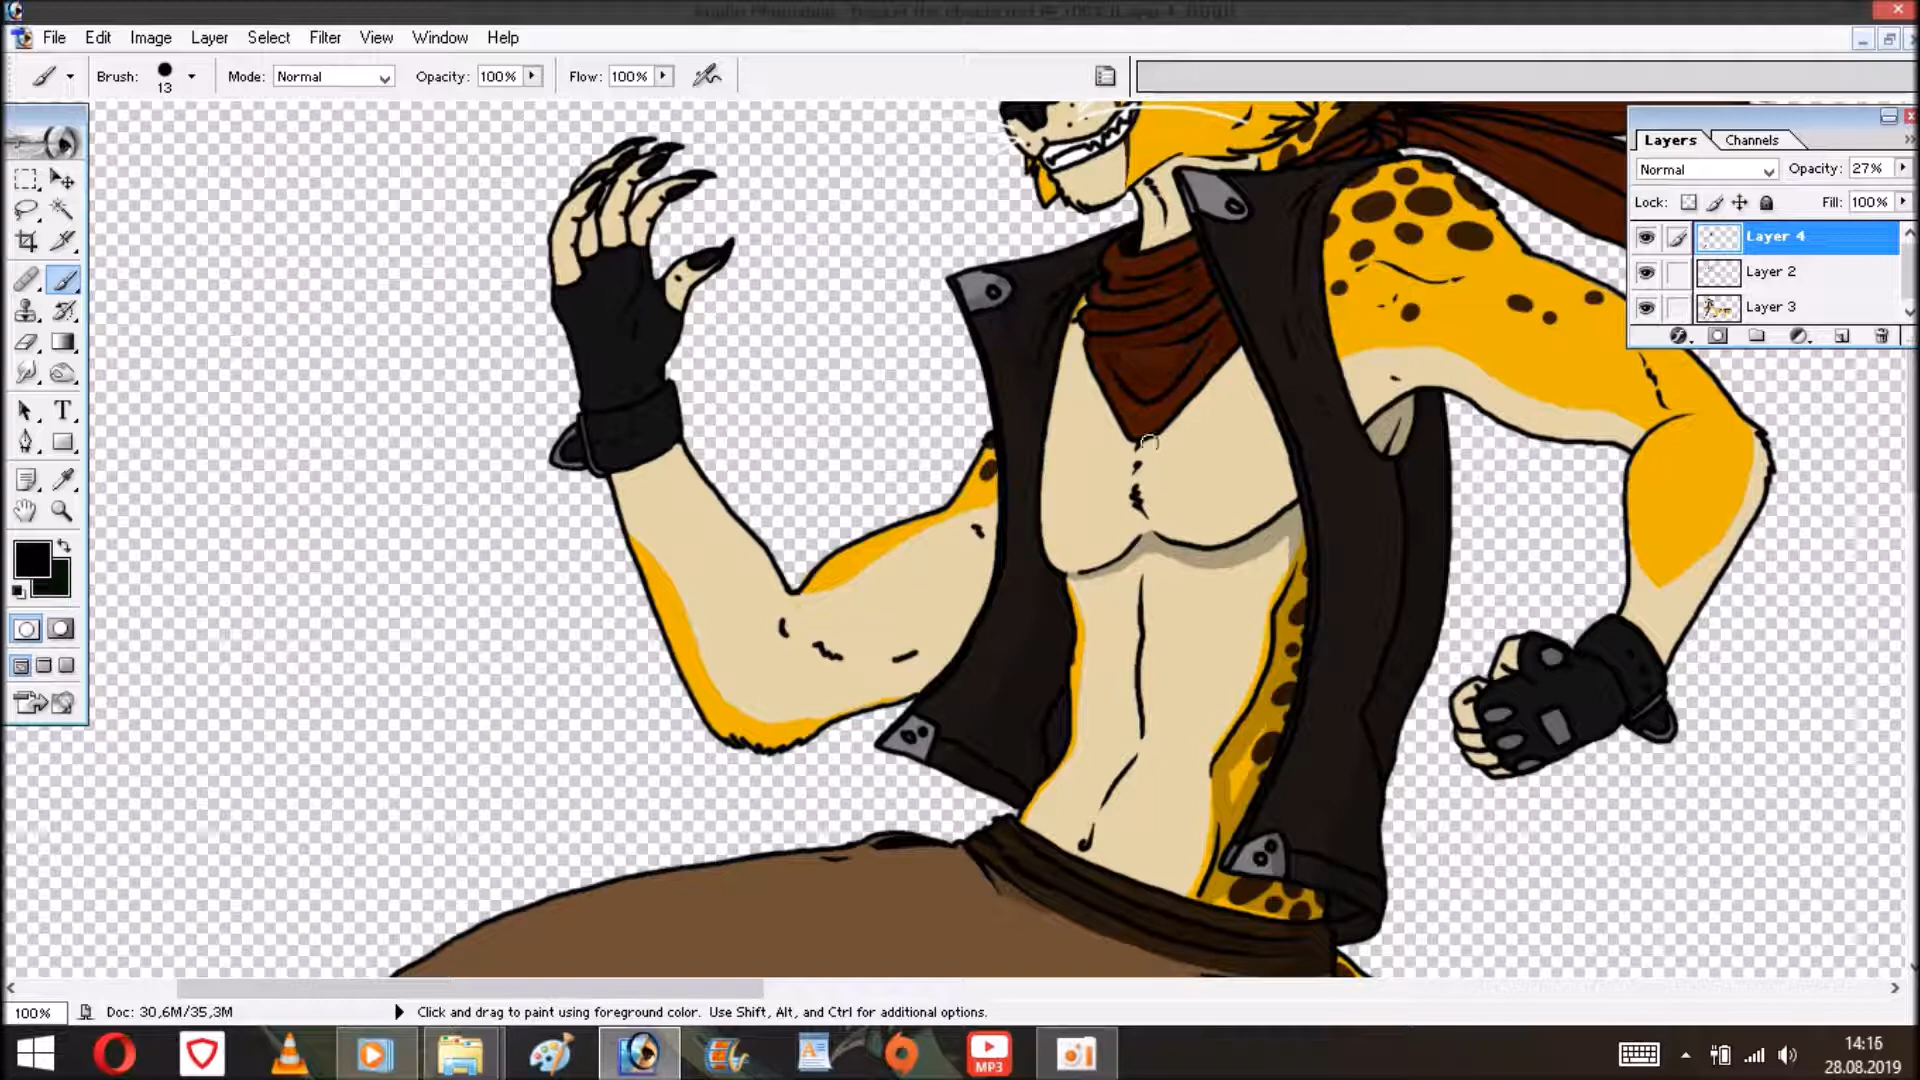 File Edit Image Layer Select Filter View Window Help
Brush: 13 Mode: Normal Opacity: 100% Flow: 100%
Layers Channels
Normal Opacity: 27%
Lock: Fill: 100%
Layer 4
Layer 2
Layer 3
100% Doc: 30,6M/35,3M Click and drag to paint using foreground color. Use Shift, Alt, and Ctrl for additional options.
MP3
14:16
28.08.2019